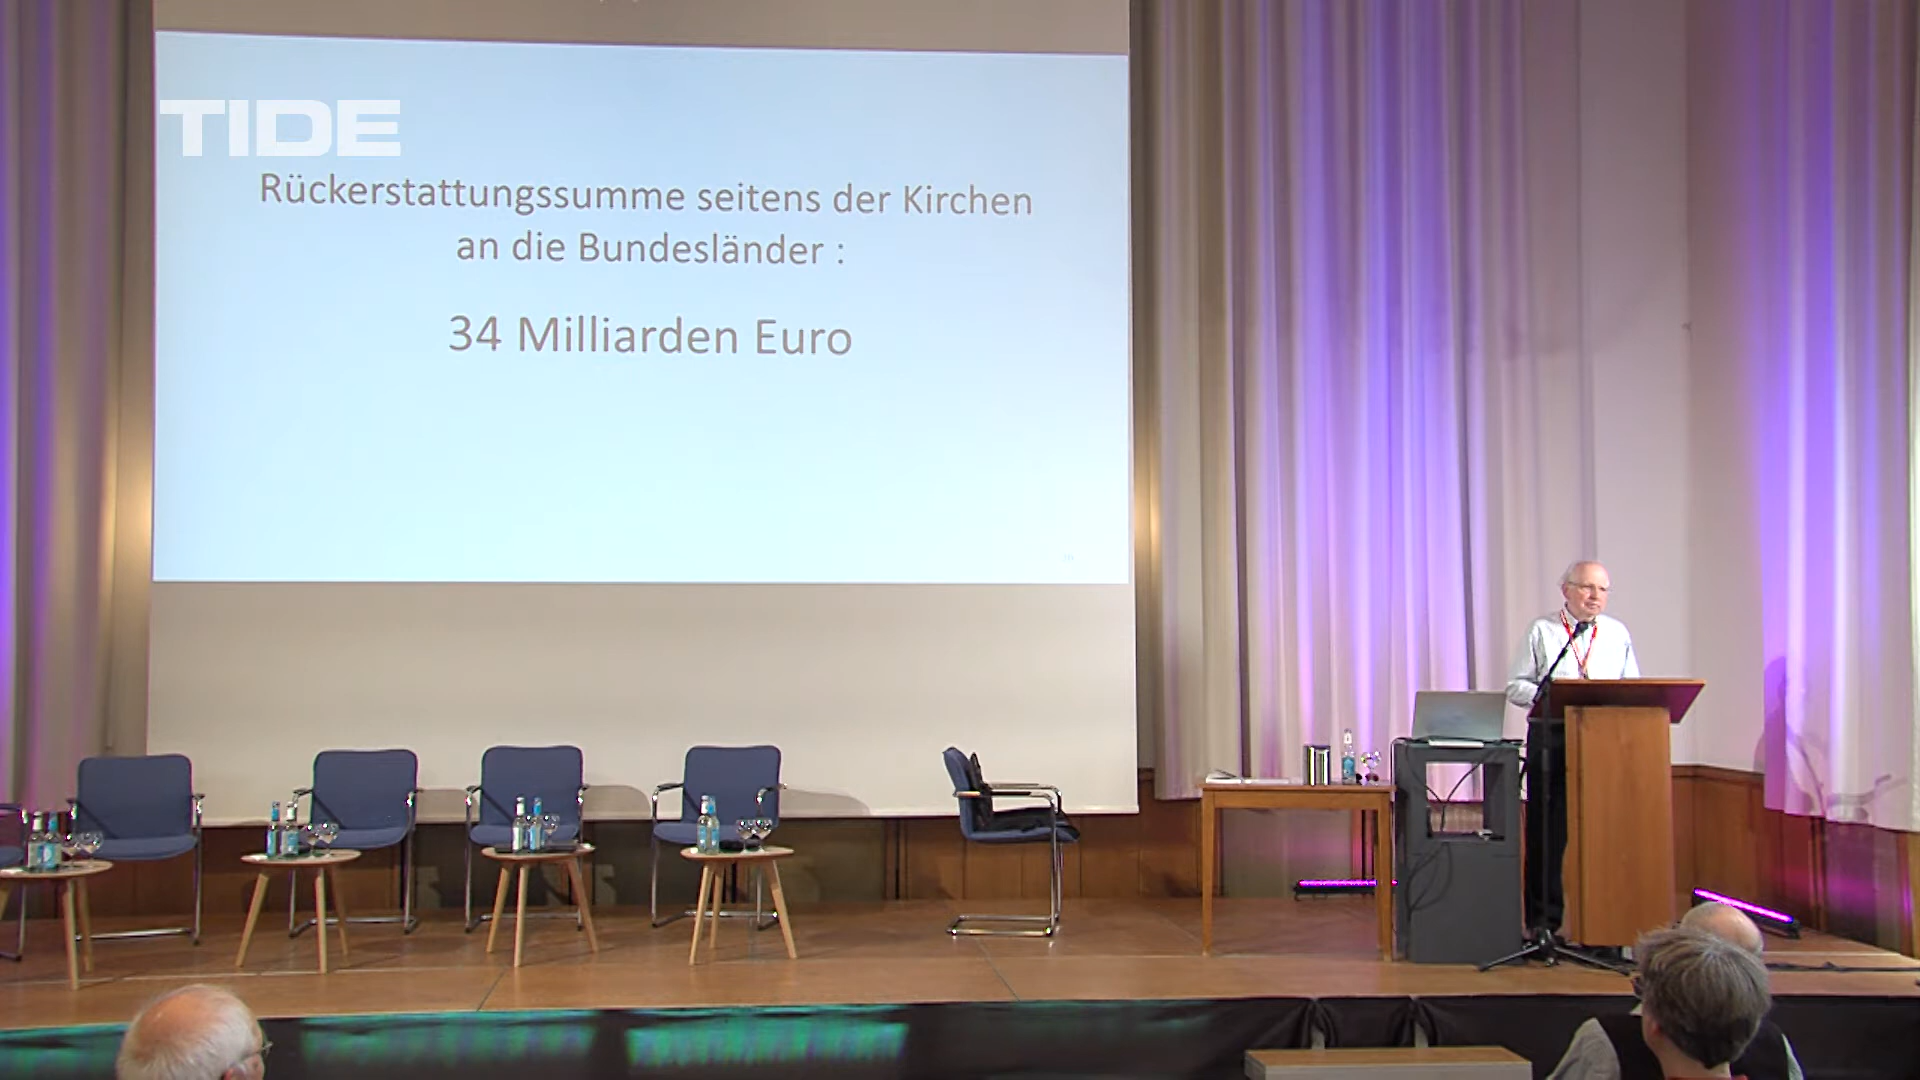 TIDE
Rückerstattungssumme seitens der Kirchen
an die Bundesländer :
34 Milliarden Euro